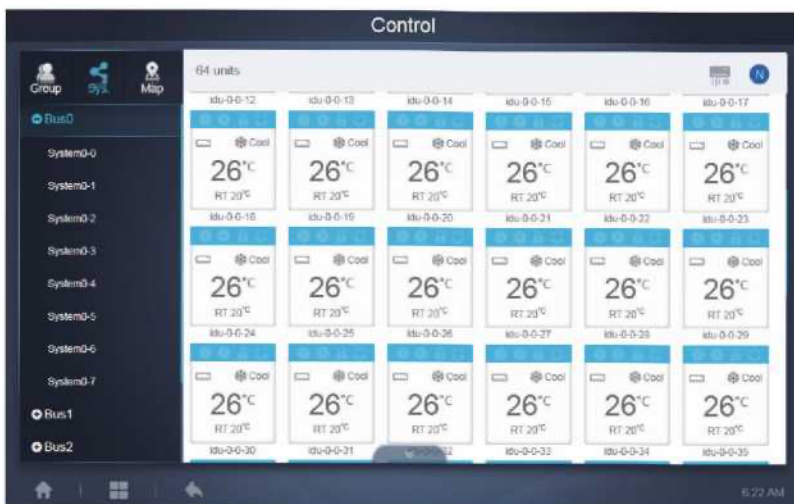 Control
Group Sys. Map
64 units
N
idu-0-0-12 idu-0-0-13 idu-0-0-14 idu-0-0-15 idu-0-0-16 idu-0-0-17
Bus0
Cool Cool Cool Cool Cool Cool
System0-0
26°C 26°C 26°C 26°C 26°C 26°C
System0-1
RT 20°C RT 20°C RT 20°C RT 20°C RT 20°C RT 20°C
System0-2
idu-0-0-18 idu-0-0-19 idu-0-0-20 idu-0-0-21 idu-0-0-22 idu-0-0-23
System0-3
Cool Cool Cool Cool Cool Cool
System0-4
26°C 26°C 26°C 26°C 26°C 26°C
System0-5
RT 20°C RT 20°C RT 20°C RT 20°C RT 20°C RT 20°C
idu-0-0-24 idu-0-0-25 idu-0-0-26 idu-0-0-27 idu-0-0-28 idu-0-0-29
System0-6
System0-7
Cool Cool Cool Cool Cool Cool
26°C 26°C 26°C 26°C 26°C 26°C
Bus1
RT 20°C RT 20°C RT 20°C RT 20°C RT 20°C RT 20°C
Bus2
idu-0-0-30 idu-0-0-31 idu-0-0-33 idu-0-0-34 idu-0-0-35
6:22 AM